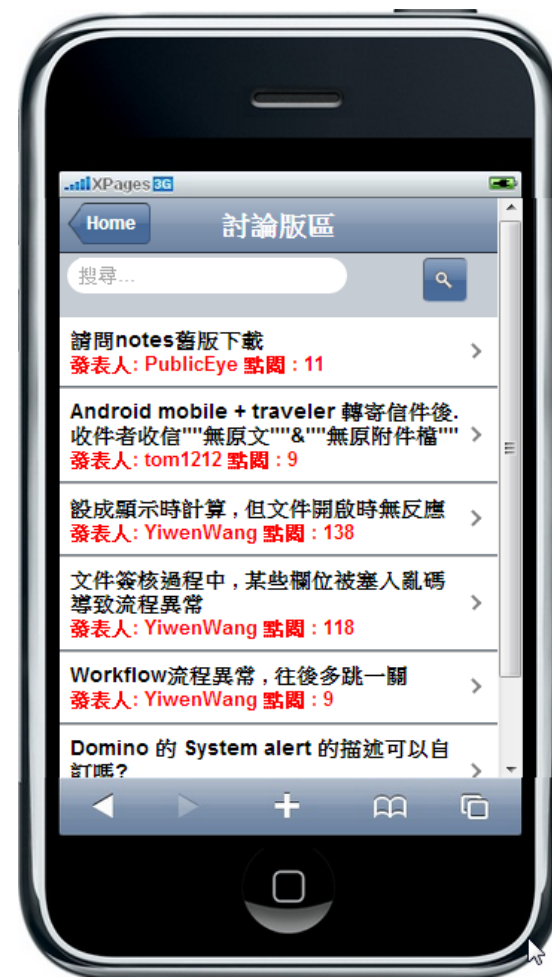 XPages 3G
Home 討論版區
搜尋...
請問notes舊版下載
發表人: PublicEye 點閱 : 11
Android mobile + traveler 轉寄信件後.
收件者收信""無原文""&""無原附件檔""
發表人: tom1212 點閱 : 9
設成顯示時計算 , 但文件開啟時無反應
發表人: YiwenWang 點閱 : 138
文件簽核過程中 , 某些欄位被塞入亂碼
導致流程異常
發表人: YiwenWang 點閱 : 118
Workflow流程異常 , 往後多跳一關
發表人: YiwenWang 點閱 : 9
Domino 的 System alert 的描述可以自
訂嗎?